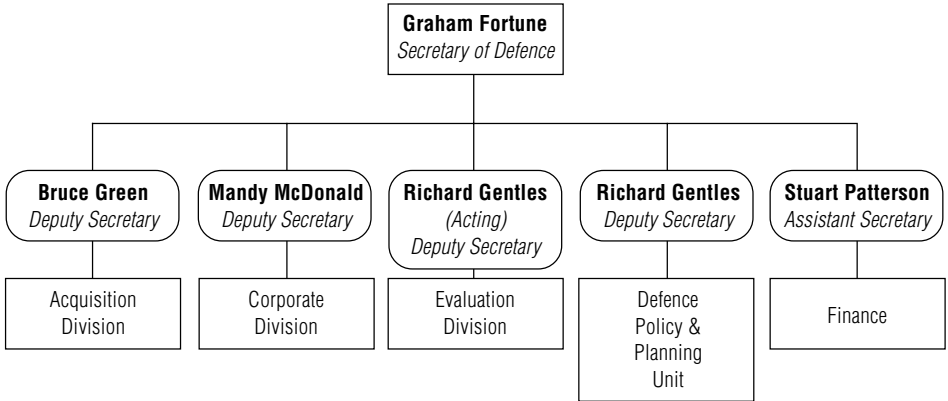 Graham Fortune
Secretary of Defence
Bruce Green
Deputy Secretary
Mandy McDonald
Deputy Secretary
Richard Gentles
(Acting)
Deputy Secretary
Richard Gentles
Deputy Secretary
Stuart Patterson
Assistant Secretary
Acquisition
Division
Corporate
Division
Evaluation
Division
Defence
Policy &
Planning
Unit
Finance